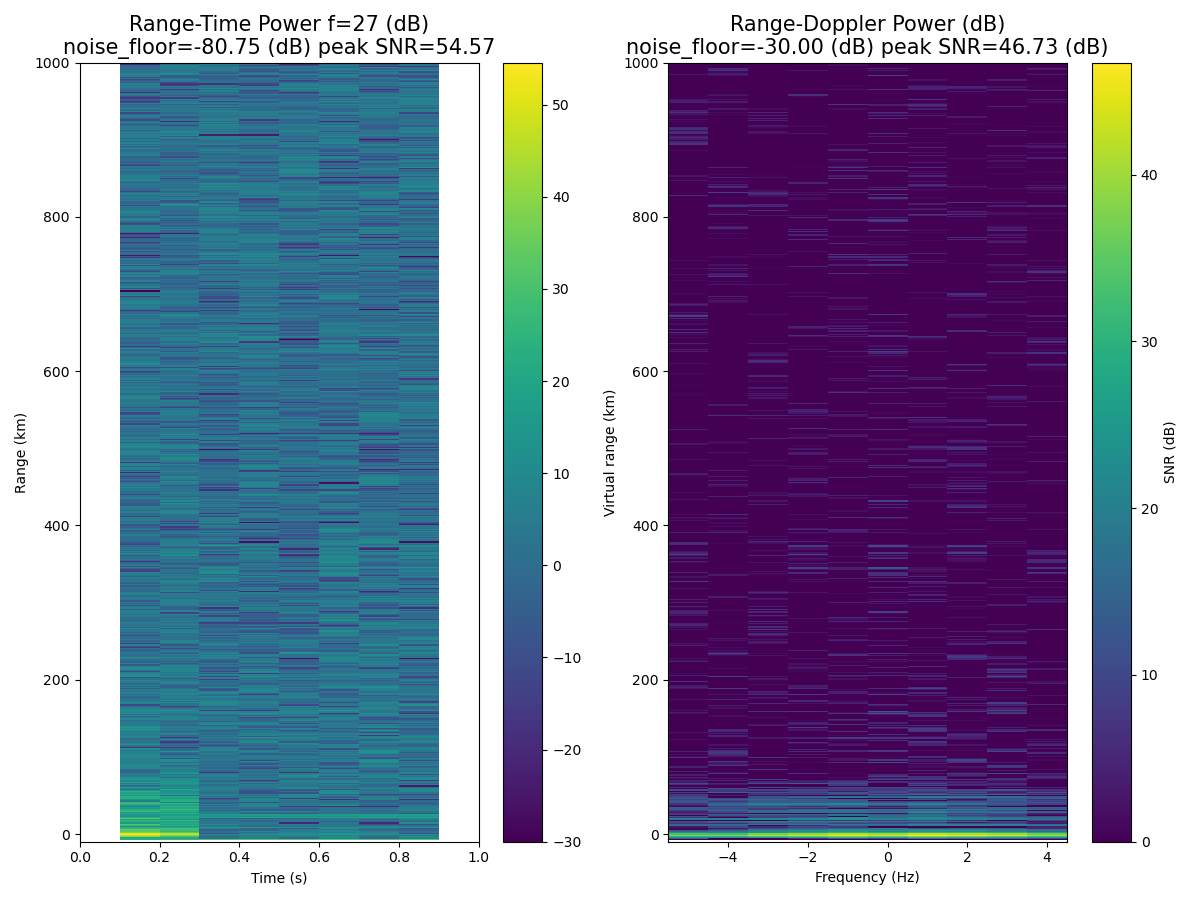 Range-Time Power f=27 (dB)
noise_floor=-80.75 (dB) peak SNR=54.57
Range (km)
1000
800
600
400
200
0
0.0 0.2 0.4 0.6 0.8 1.0
Time (s)
50
40
30
20
10
0
−10
−20
−30
Range-Doppler Power (dB)
noise_floor=-30.00 (dB) peak SNR=46.73 (dB)
Virtual range (km)
1000
800
600
400
200
0
−4 −2 0 2 4
Frequency (Hz)
40
30
20
10
0
SNR (dB)